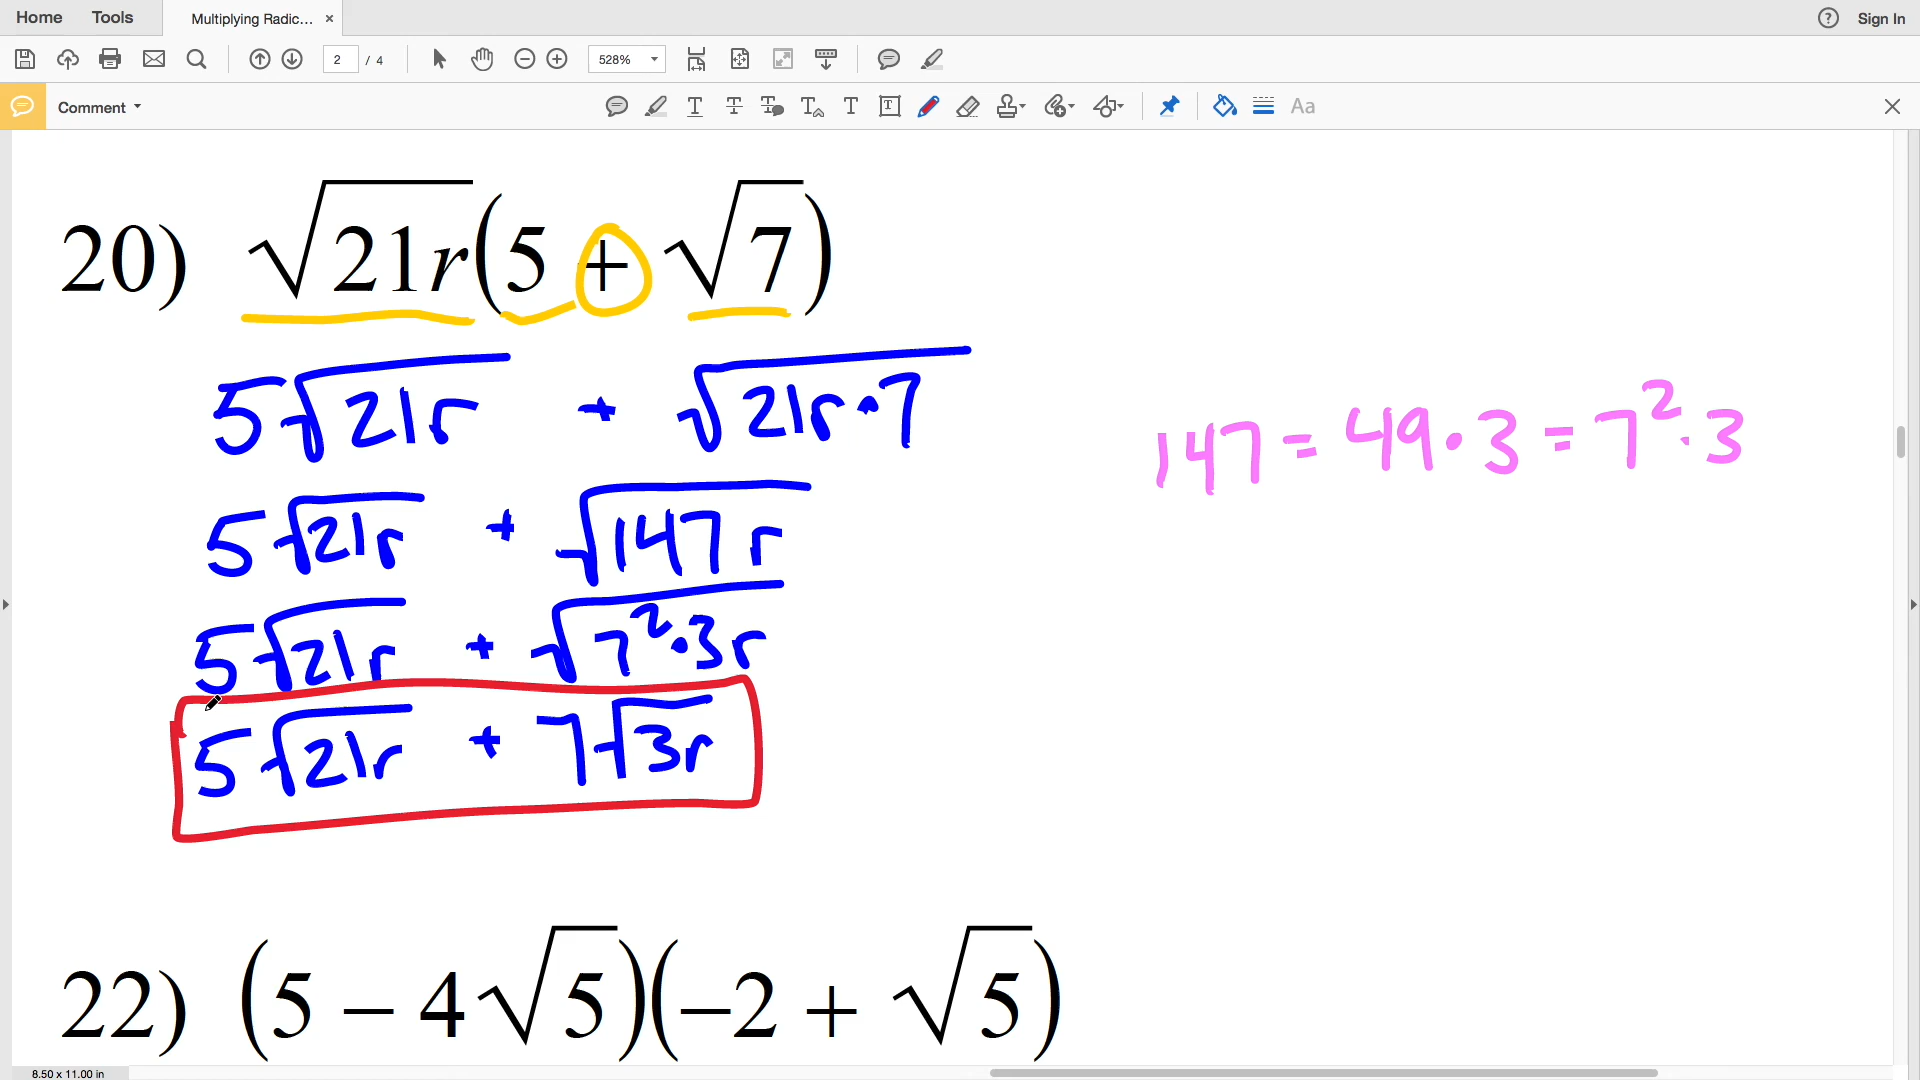 Home Tools Multiplying Radic... × ? Sign In
2 / 4 528%
Comment
20) √21r(5 + √7)
5√21r + √21r·7
147 = 49·3 = 7²·3
5√21r + √147r
5√21r + √7²·3r
5√21r + 7√3r
22) (5 − 4√5)(−2 + √5)
8.50 x 11.00 in